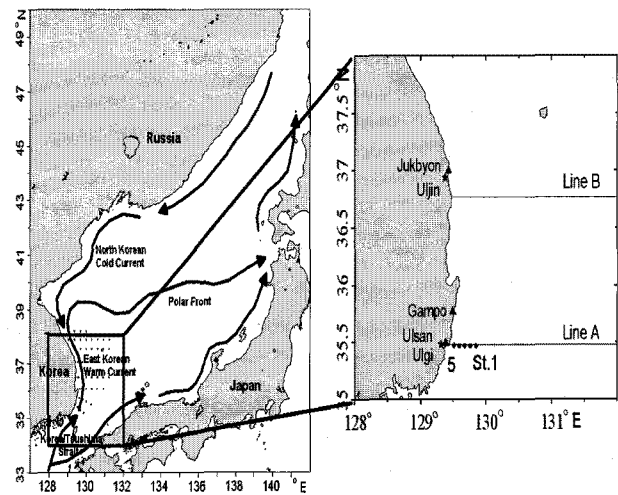 49°N
47
45
43
41
39
37
35
33
128 130 132 134 136 138 140 °E
Russia
North Korean
Cold Current
Polar Front
East Korean
Warm Current
Korea
Japan
Korea/Tsushima
Strait
N
37.5
37
36.5
36
35.5
35
128° 129° 130° 131°E
Jukbyon
Uljin
Line B
Gampo
Ulsan
Ulgi
Line A
5 St.1